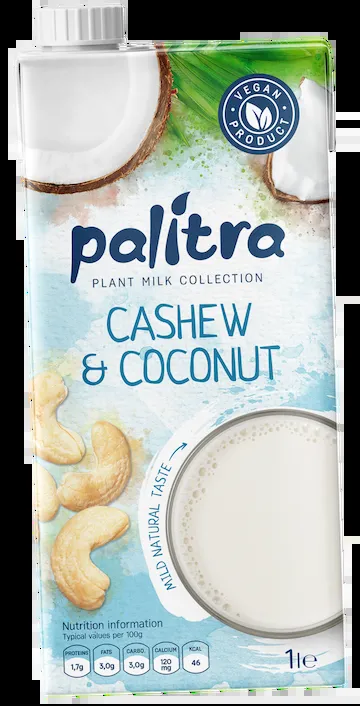 VEGAN
PRODUCT
palitra
PLANT MILK COLLECTION
CASHEW
& COCONUT
MILD NATURAL TASTE
Nutrition information
Typical values per 100g
PROTEINS FATS CARBO. CALCIUM KCAL
1,7g 3,0g 3,0g 120 mg 46
1l e